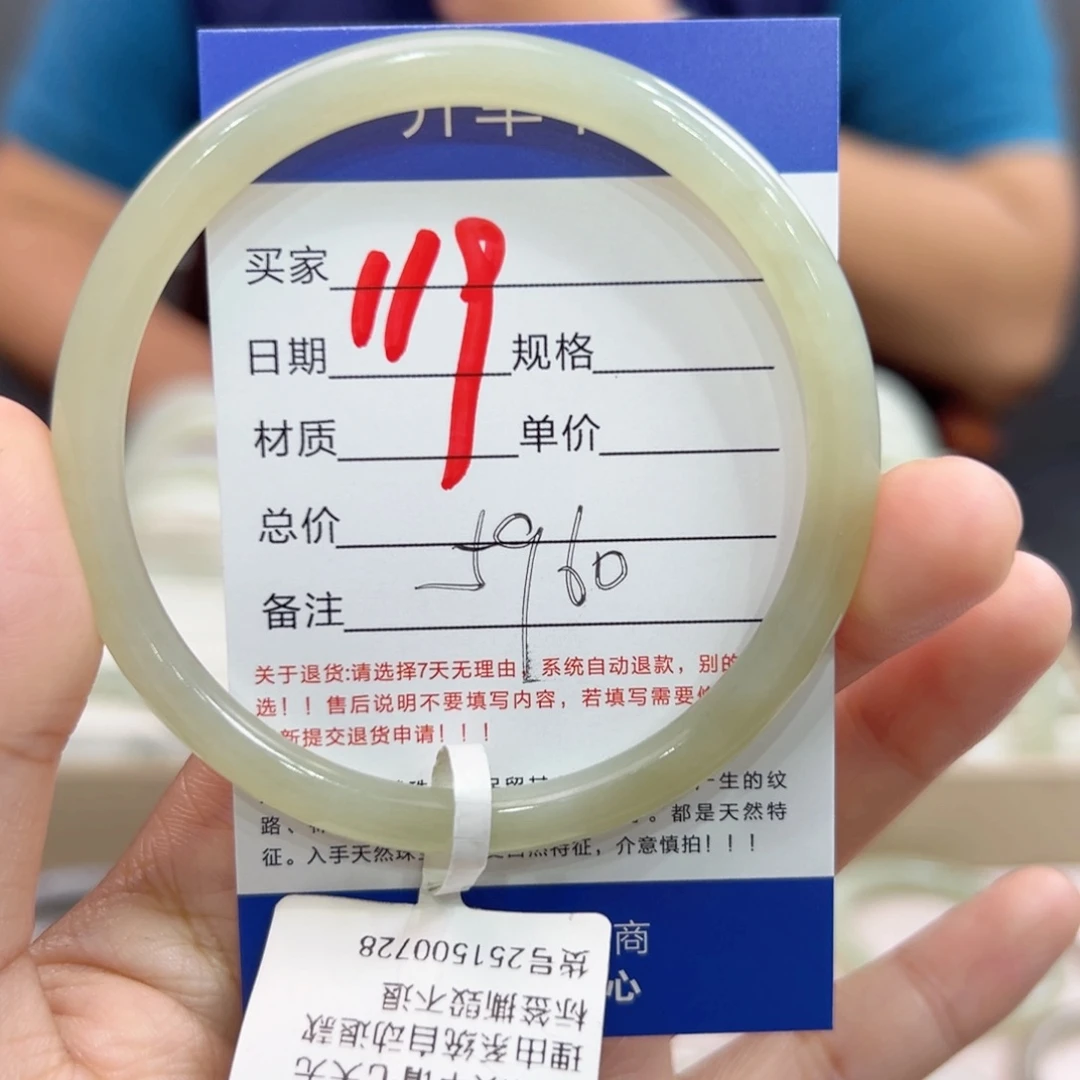 买家
119
日期 规格
材质 单价
总价
5960
备注
关于退货:请选择7天无理由 系统自动退款，别的
选！！售后说明不要填写内容，若填写需要
新提交退货申请！！！
生的纹
路、 。都是天然特
征。入手天然珠 自然特征，介意慎拍！！！
商
心
货号251500728
标签撕毁不退
理由系统自动退款